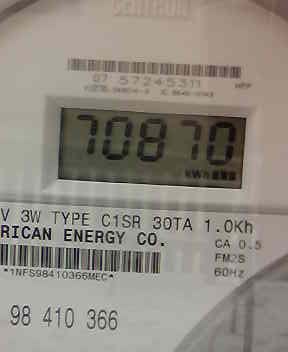 CENTRON
07 57245311
70870
kWh
V 3W TYPE C1SR 30TA 1.0Kh
RICAN ENERGY CO.
CA 0.5
FM2S
60HZ
*1NFS98410366MEC*
98 410 366